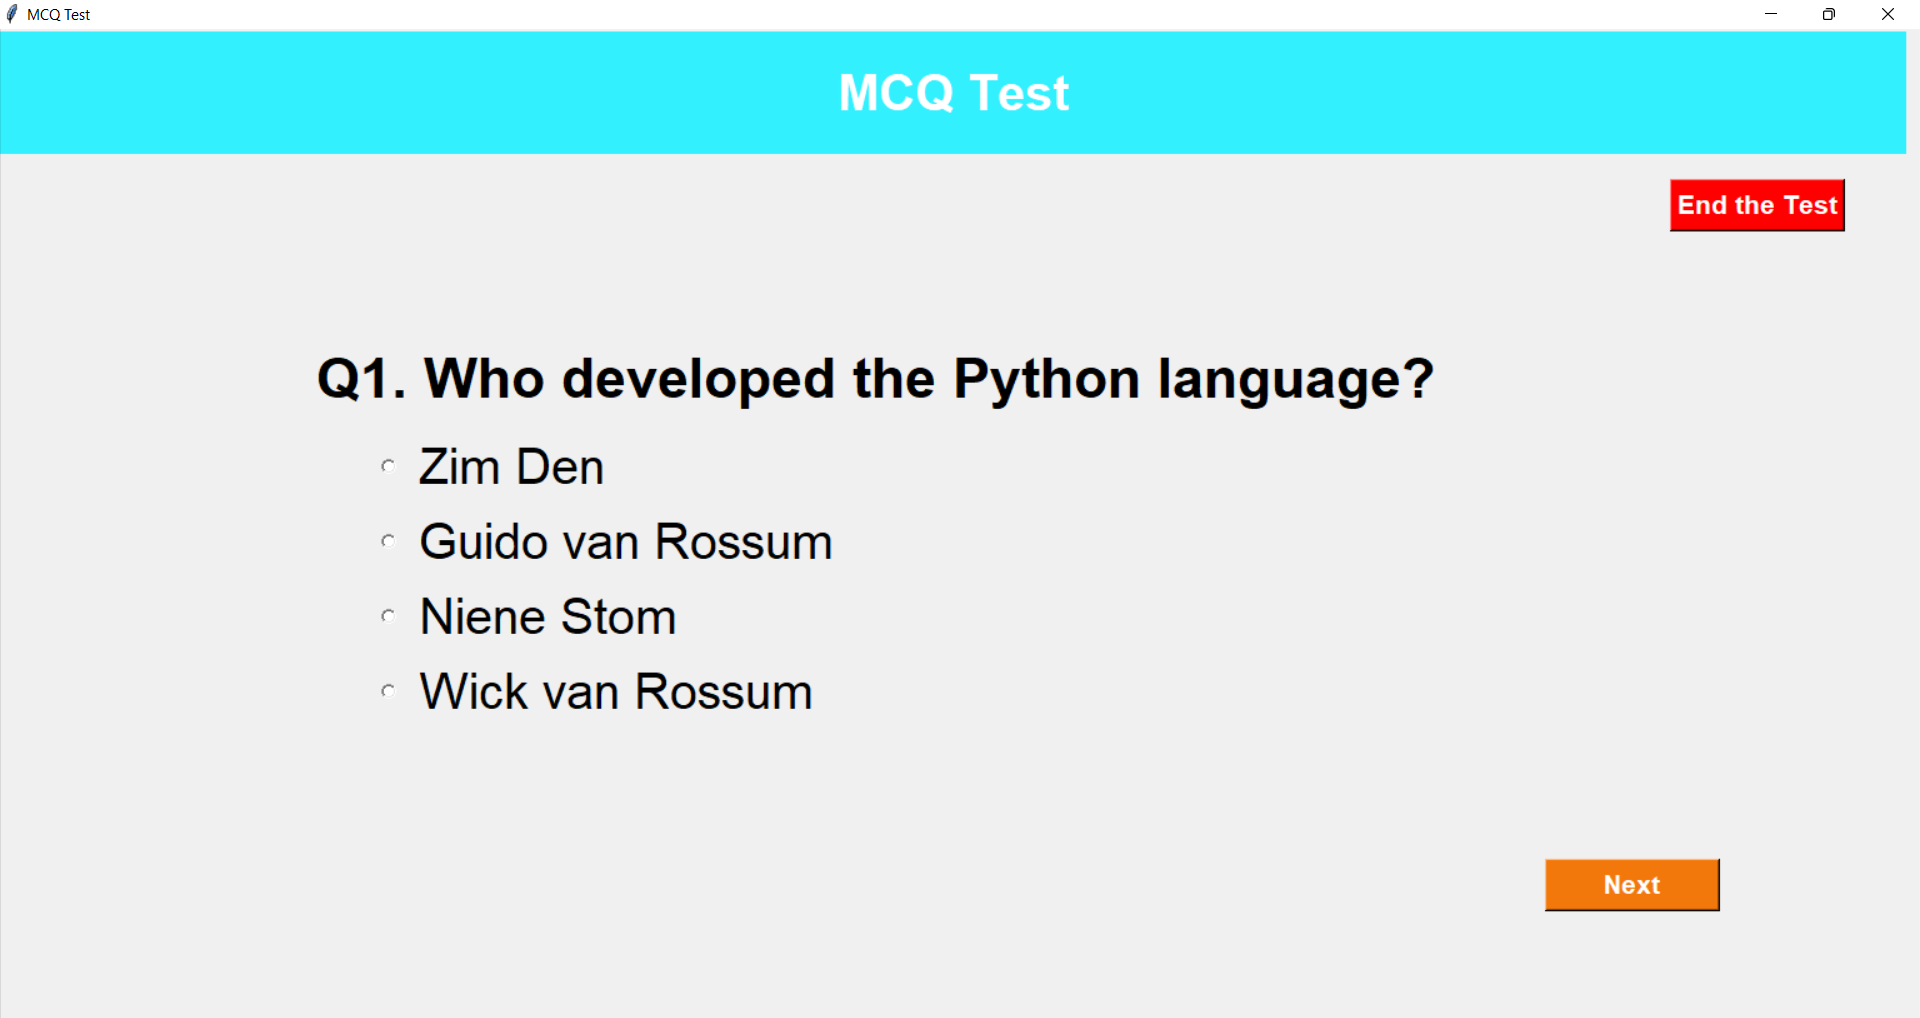 MCQ Test
MCQ Test
End the Test
Q1. Who developed the Python language?
Zim Den
Guido van Rossum
Niene Stom
Wick van Rossum
Next